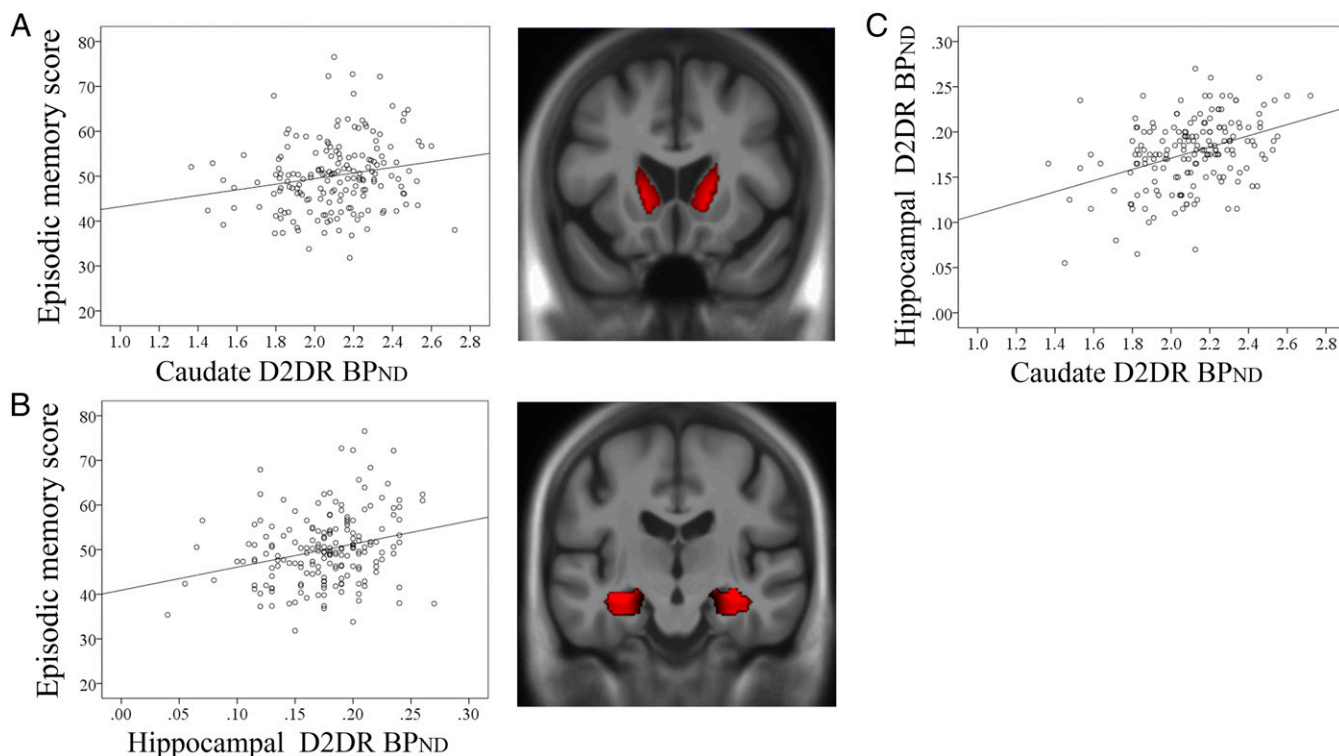 A
80
70
60
50
40
30
20
Episodic memory score
1.0 1.2 1.4 1.6 1.8 2.0 2.2 2.4 2.6 2.8
Caudate D2DR BPND
C
.30
.25
.20
.15
.10
.05
.00
Hippocampal D2DR BPND
1.0 1.2 1.4 1.6 1.8 2.0 2.2 2.4 2.6 2.8
Caudate D2DR BPND
B
80
70
60
50
40
30
20
Episodic memory score
.00 .05 .10 .15 .20 .25 .30
Hippocampal D2DR BPND